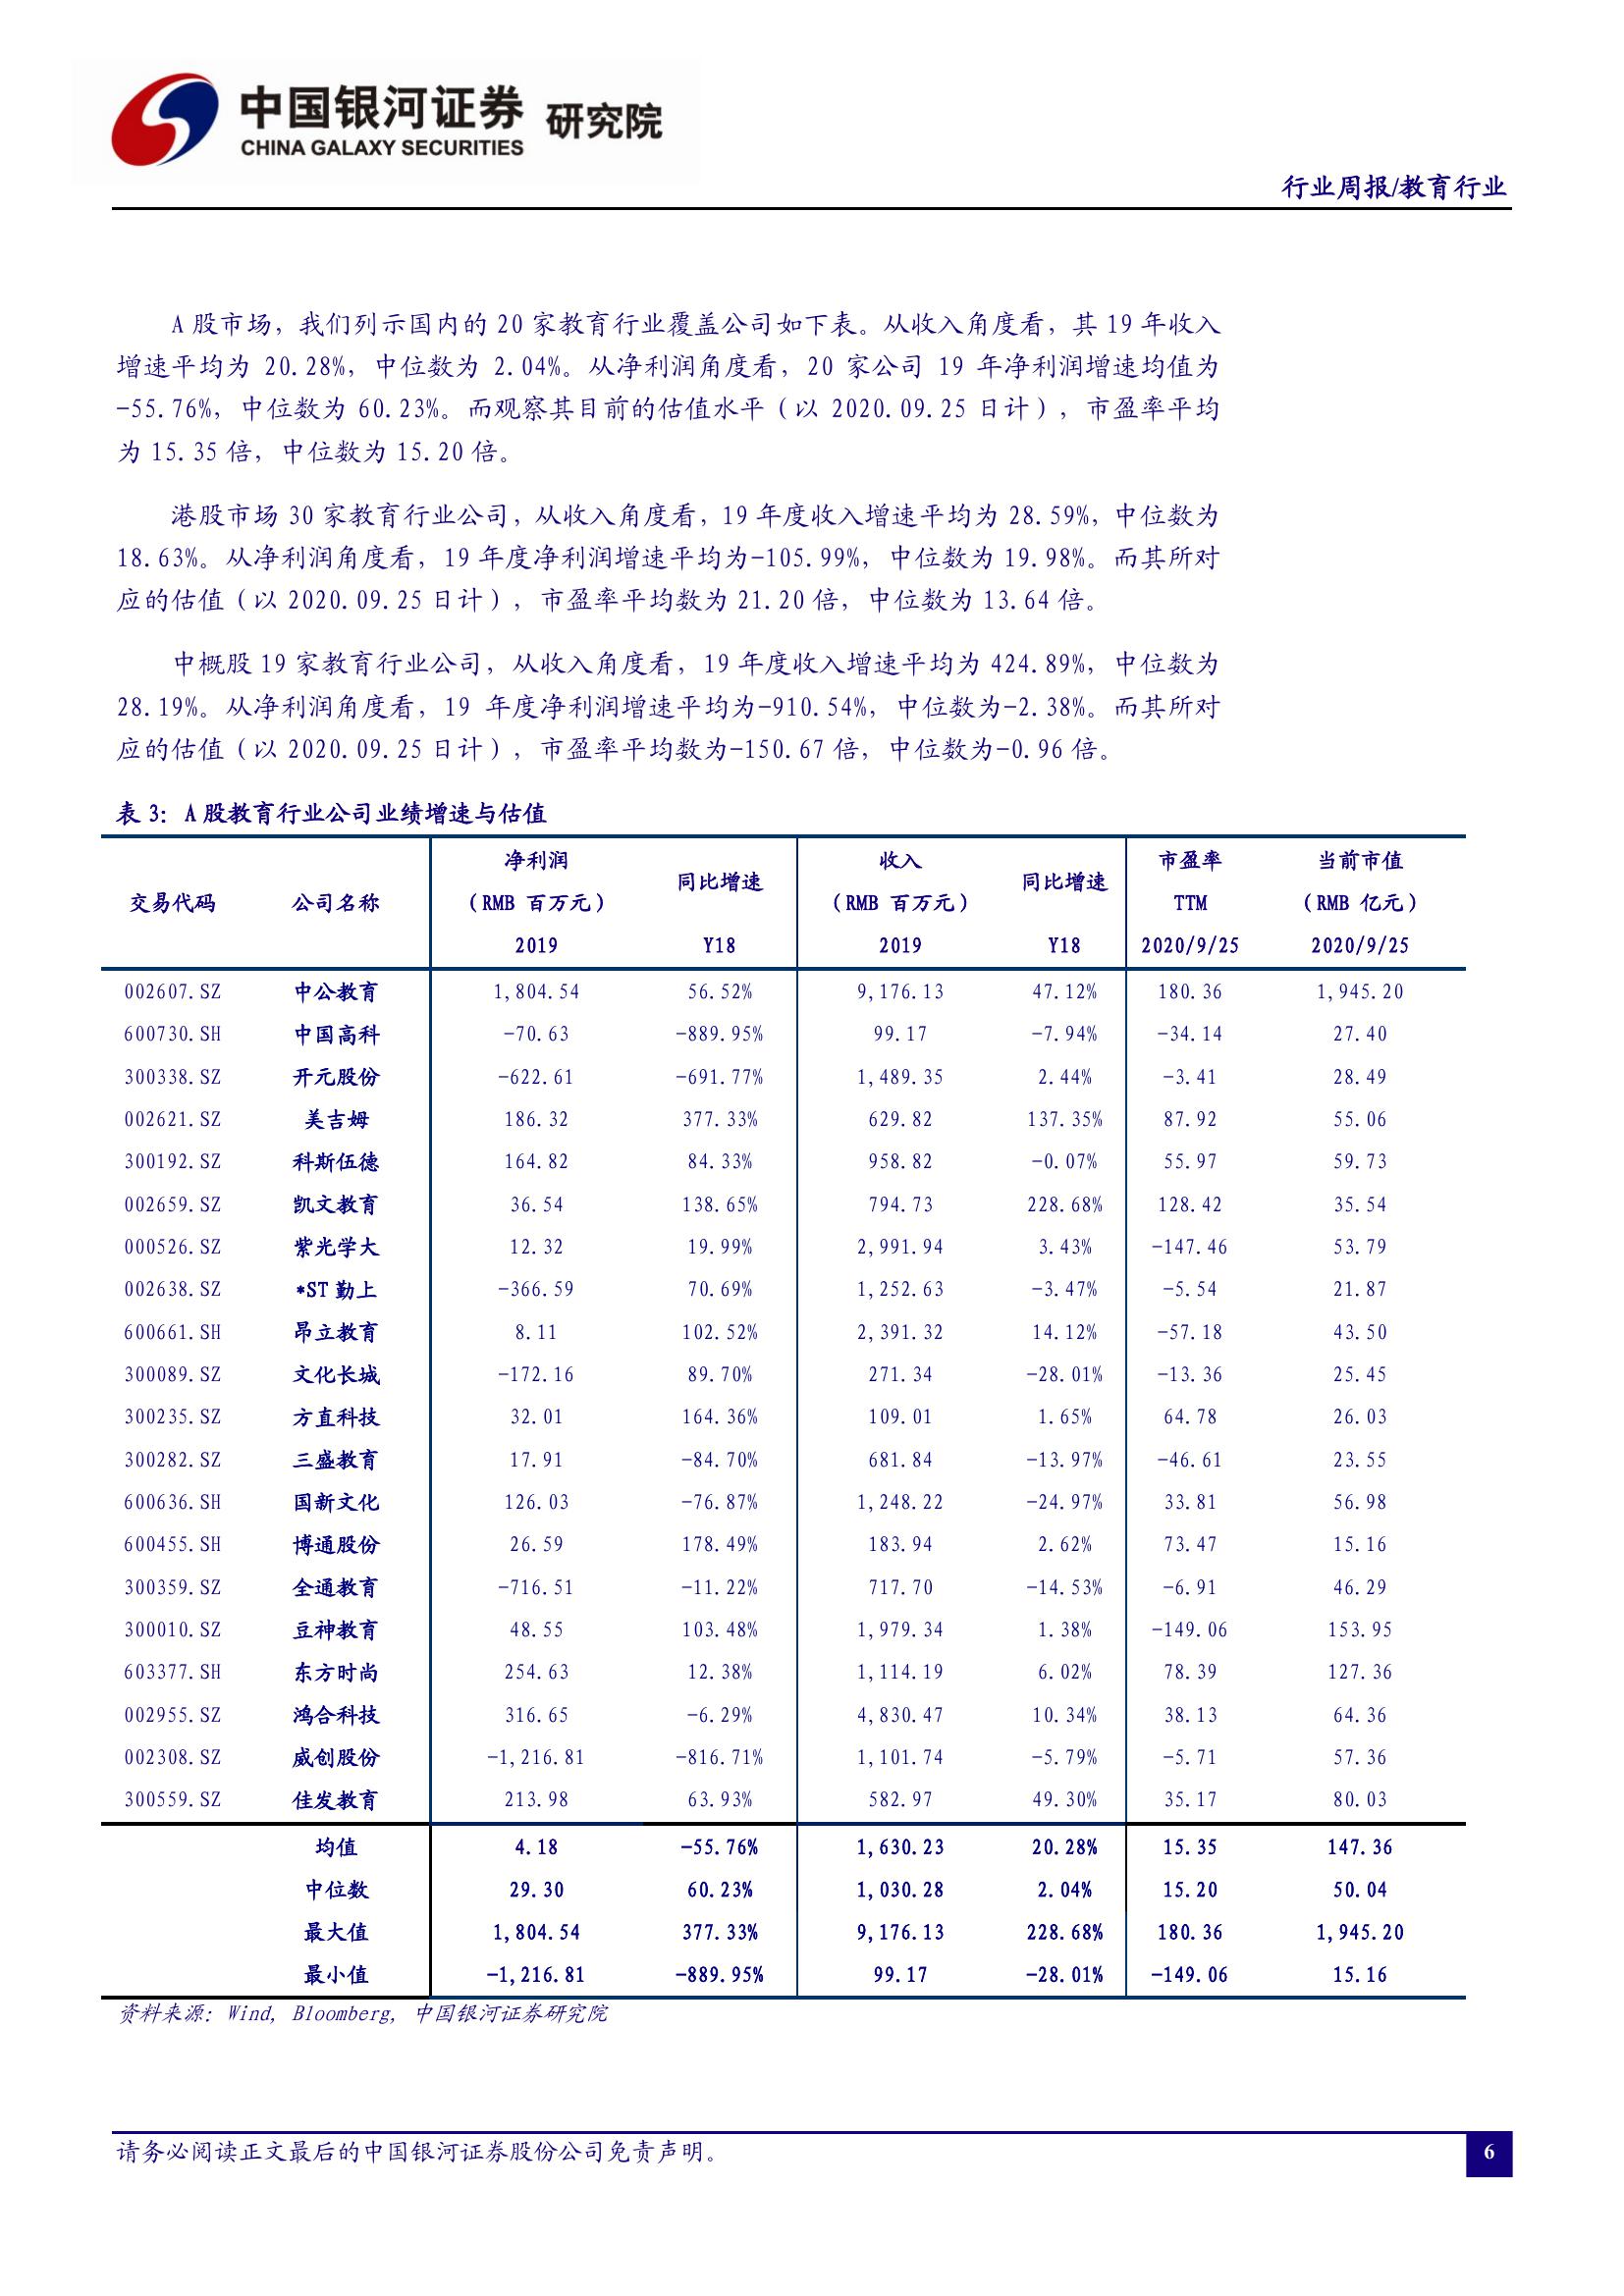 中国银河证券 研究院
CHINA GALAXY SECURITIES
行业周报/教育行业
A 股市场，我们列示国内的 20 家教育行业覆盖公司如下表。从收入角度看，其 19 年收入
增速平均为 20.28%，中位数为 2.04%。从净利润角度看，20 家公司 19 年净利润增速均值为
-55.76%，中位数为 60.23%。而观察其目前的估值水平（以 2020.09.25 日计），市盈率平均
为 15.35 倍，中位数为 15.20 倍。
港股市场 30 家教育行业公司，从收入角度看，19 年度收入增速平均为 28.59%，中位数为
18.63%。从净利润角度看，19 年度净利润增速平均为-105.99%，中位数为 19.98%。而其所对
应的估值（以 2020.09.25 日计），市盈率平均数为 21.20 倍，中位数为 13.64 倍。
中概股 19 家教育行业公司，从收入角度看，19 年度收入增速平均为 424.89%，中位数为
28.19%。从净利润角度看，19 年度净利润增速平均为-910.54%，中位数为-2.38%。而其所对
应的估值（以 2020.09.25 日计），市盈率平均数为-150.67 倍，中位数为-0.96 倍。
表 3：A 股教育行业公司业绩增速与估值
净利润 收入 市盈率 当前市值
同比增速 同比增速
交易代码 公司名称 （RMB 百万元） （RMB 百万元） TTM （RMB 亿元）
2019 Y18 2019 Y18 2020/9/25 2020/9/25
002607.SZ 中公教育 1,804.54 56.52% 9,176.13 47.12% 180.36 1,945.20
600730.SH 中国高科 -70.63 -889.95% 99.17 -7.94% -34.14 27.40
300338.SZ 开元股份 -622.61 -691.77% 1,489.35 2.44% -3.41 28.49
002621.SZ 美吉姆 186.32 377.33% 629.82 137.35% 87.92 55.06
300192.SZ 科斯伍德 164.82 84.33% 958.82 -0.07% 55.97 59.73
002659.SZ 凯文教育 36.54 138.65% 794.73 228.68% 128.42 35.54
000526.SZ 紫光学大 12.32 19.99% 2,991.94 3.43% -147.46 53.79
002638.SZ *ST 勤上 -366.59 70.69% 1,252.63 -3.47% -5.54 21.87
600661.SH 昂立教育 8.11 102.52% 2,391.32 14.12% -57.18 43.50
300089.SZ 文化长城 -172.16 89.70% 271.34 -28.01% -13.36 25.45
300235.SZ 方直科技 32.01 164.36% 109.01 1.65% 64.78 26.03
300282.SZ 三盛教育 17.91 -84.70% 681.84 -13.97% -46.61 23.55
600636.SH 国新文化 126.03 -76.87% 1,248.22 -24.97% 33.81 56.98
600455.SH 博通股份 26.59 178.49% 183.94 2.62% 73.47 15.16
300359.SZ 全通教育 -716.51 -11.22% 717.70 -14.53% -6.91 46.29
300010.SZ 豆神教育 48.55 103.48% 1,979.34 1.38% -149.06 153.95
603377.SH 东方时尚 254.63 12.38% 1,114.19 6.02% 78.39 127.36
002955.SZ 鸿合科技 316.65 -6.29% 4,830.47 10.34% 38.13 64.36
002308.SZ 威创股份 -1,216.81 -816.71% 1,101.74 -5.79% -5.71 57.36
300559.SZ 佳发教育 213.98 63.93% 582.97 49.30% 35.17 80.03
均值 4.18 -55.76% 1,630.23 20.28% 15.35 147.36
中位数 29.30 60.23% 1,030.28 2.04% 15.20 50.04
最大值 1,804.54 377.33% 9,176.13 228.68% 180.36 1,945.20
最小值 -1,216.81 -889.95% 99.17 -28.01% -149.06 15.16
资料来源：Wind, Bloomberg, 中国银河证券研究院
请务必阅读正文最后的中国银河证券股份公司免责声明。
6